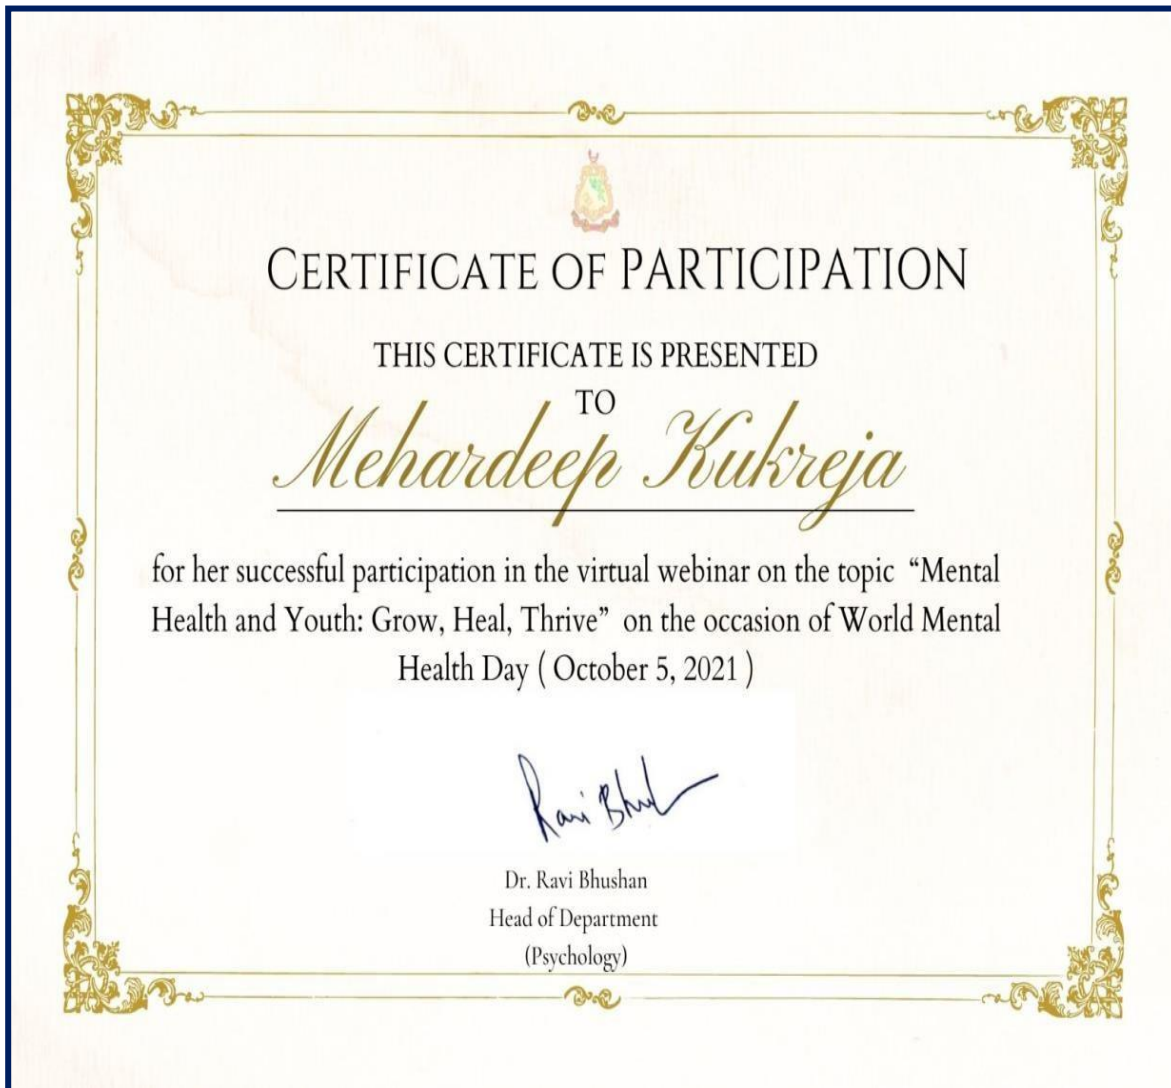 CERTIFICATE OF PARTICIPATION
THIS CERTIFICATE IS PRESENTED
TO
Mehardeep Kukreja
for her successful participation in the virtual webinar on the topic “Mental
Health and Youth: Grow, Heal, Thrive” on the occasion of World Mental
Health Day ( October 5, 2021 )
Ravi Bhu
Dr. Ravi Bhushan
Head of Department
(Psychology)